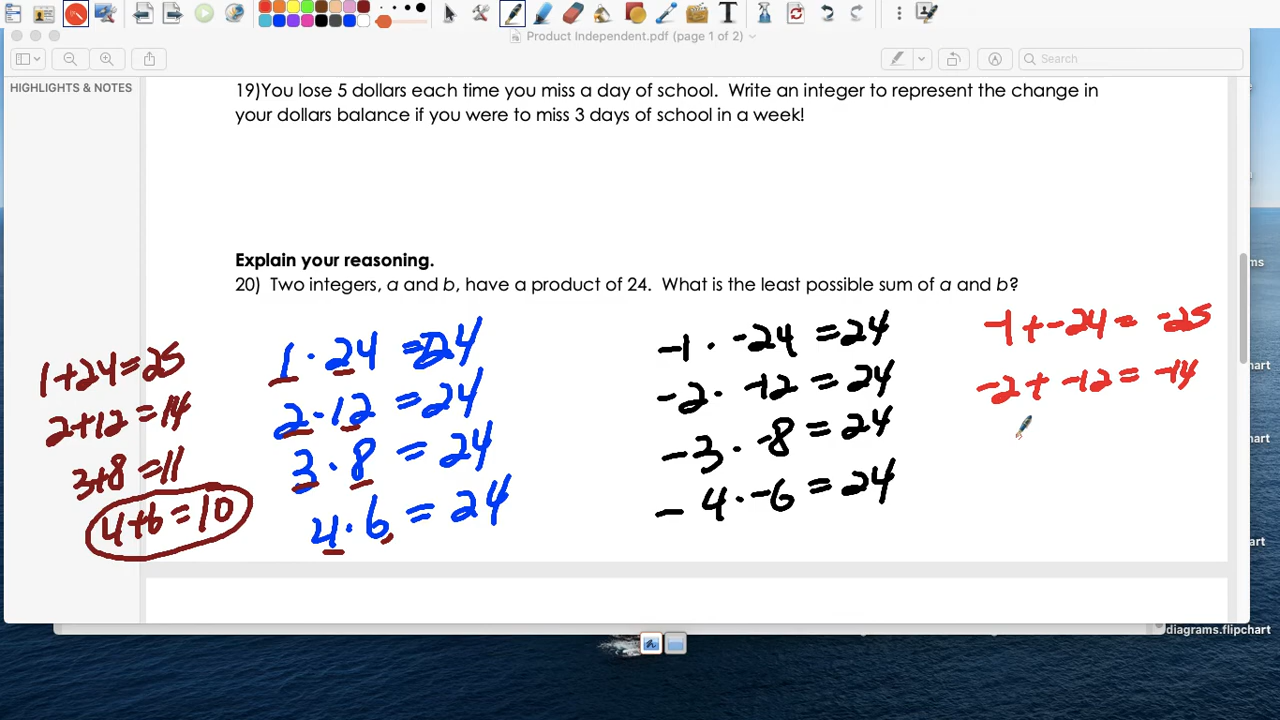 Product Independent.pdf (page 1 of 2)
Search
HIGHLIGHTS & NOTES
19)You lose 5 dollars each time you miss a day of school. Write an integer to represent the change in
your dollars balance if you were to miss 3 days of school in a week!
Explain your reasoning.
20) Two integers, a and b, have a product of 24. What is the least possible sum of a and b?
1+24=25
2+12=14
3+8=11
4+6=10
1·24=24
2·12=24
3·8=24
4·6=24
-1·-24=24
-2·-12=24
-3·-8=24
-4·-6=24
-1+-24=-25
-2+-12=-14
diagrams.flipchart